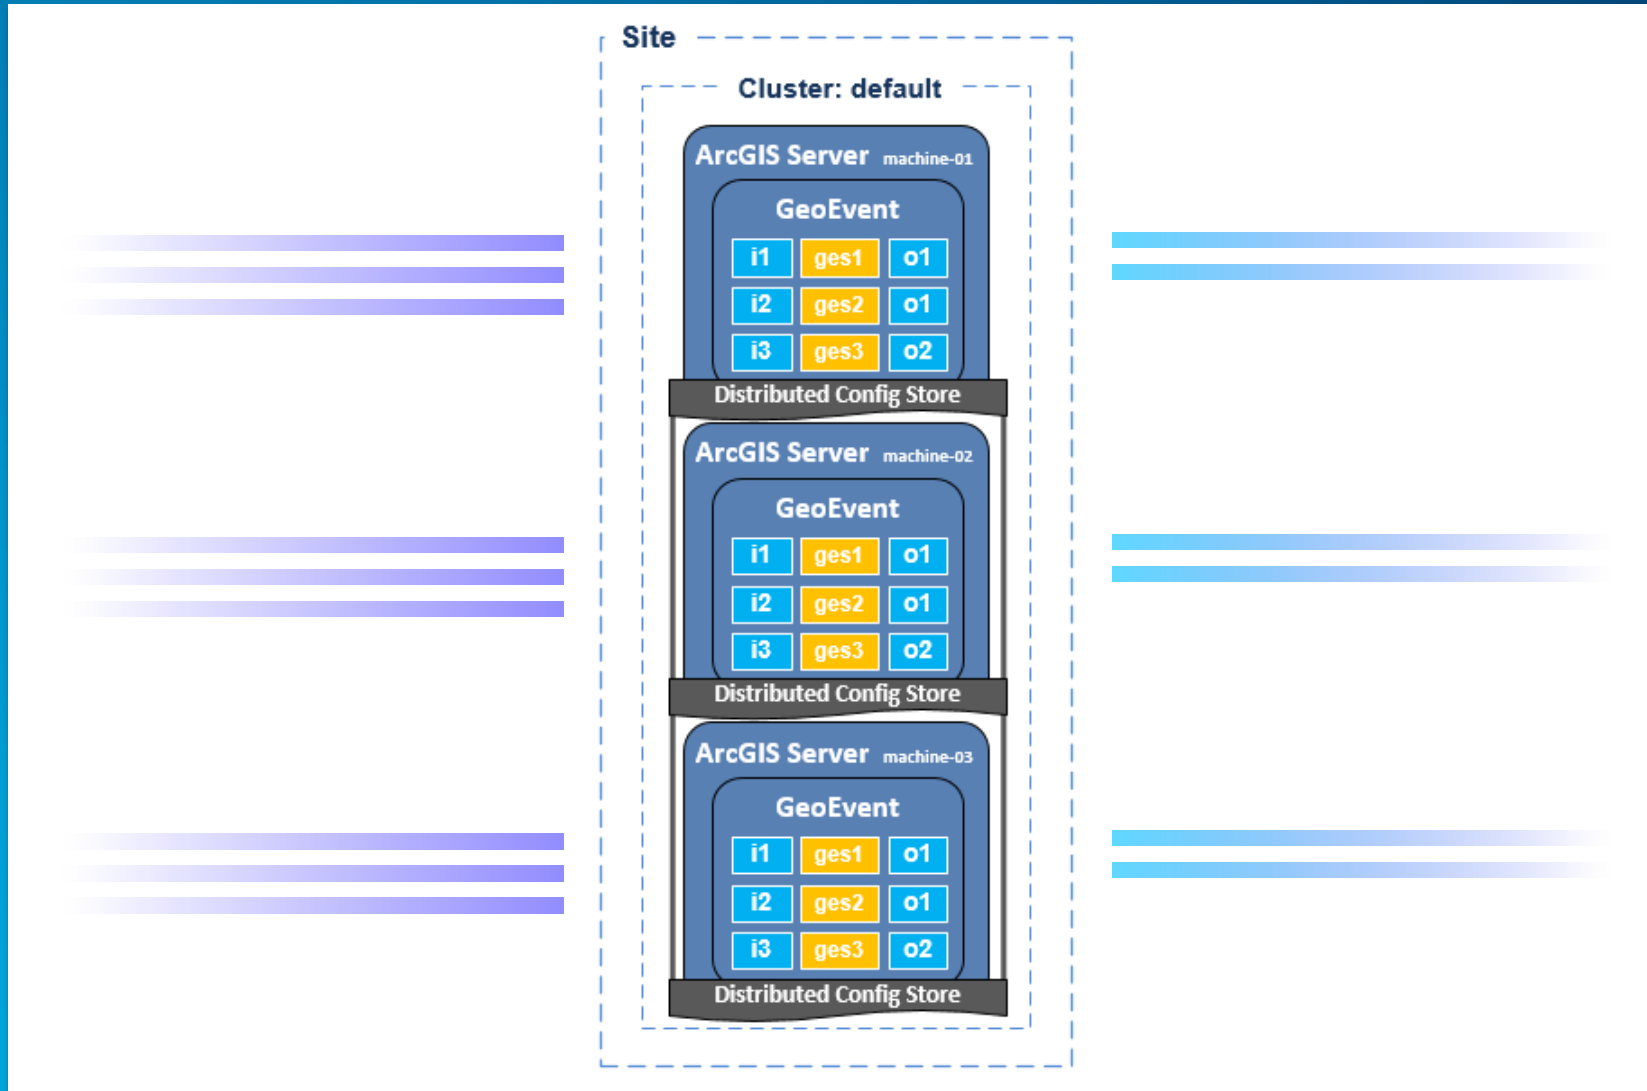 Site
Cluster: default
ArcGIS Server machine-01
GeoEvent
i1 ges1 o1
i2 ges2 o1
i3 ges3 o2
Distributed Config Store
ArcGIS Server machine-02
GeoEvent
i1 ges1 o1
i2 ges2 o1
i3 ges3 o2
Distributed Config Store
ArcGIS Server machine-03
GeoEvent
i1 ges1 o1
i2 ges2 o1
i3 ges3 o2
Distributed Config Store